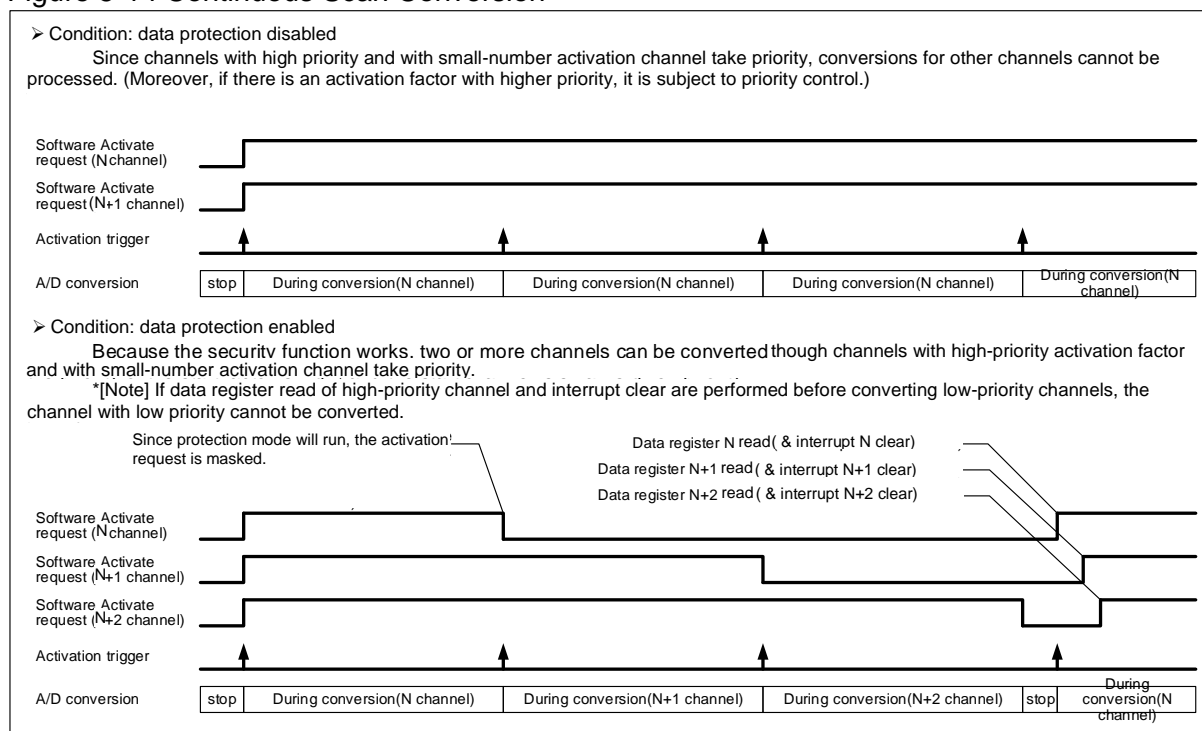 ➢ Condition: data protection disabled
Since channels with high priority and with small-number activation channel take priority, conversions for other channels cannot be
processed. (Moreover, if there is an activation factor with higher priority, it is subject to priority control.)
Software Activate
request (N channel)
Software Activate
request (N+1 channel)
Activation trigger
A/D conversion
stop
During conversion(N channel)
During conversion(N channel)
During conversion(N channel)
During conversion(N
channel)
➢ Condition: data protection enabled
Because the security function works, two or more channels can be converted though channels with high-priority activation factor
and with small-number activation channel take priority.
*[Note] If data register read of high-priority channel and interrupt clear are performed before converting low-priority channels, the
channel with low priority cannot be converted.
Since protection mode will run, the activation
request is masked.
Data register N read( & interrupt N clear)
Data register N+1 read( & interrupt N+1 clear)
Data register N+2 read( & interrupt N+2 clear)
Software Activate
request (N channel)
Software Activate
request (N+1 channel)
Software Activate
request (N+2 channel)
Activation trigger
A/D conversion
stop
During conversion(N channel)
During conversion(N+1 channel)
During conversion(N+2 channel)
stop
During
conversion(N
channel)